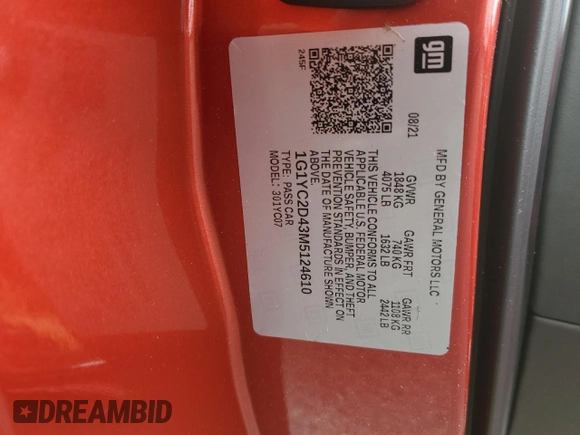 gm
MFD BY GENERAL MOTORS LLC
08/21
GVWR
GAWR FRT
GAWR RR
1848 KG
740 KG
1108 KG
4075 LB
1632 LB
2442 LB
THIS VEHICLE CONFORMS TO ALL
APPLICABLE U.S. FEDERAL MOTOR
VEHICLE SAFETY, BUMPER, AND THEFT
PREVENTION STANDARDS IN EFFECT ON
THE DATE OF MANUFACTURE SHOWN
ABOVE.
1G1YC2D43M5124610
TYPE: PASS CAR
MODEL: 301YC07
245F
DREAMBID